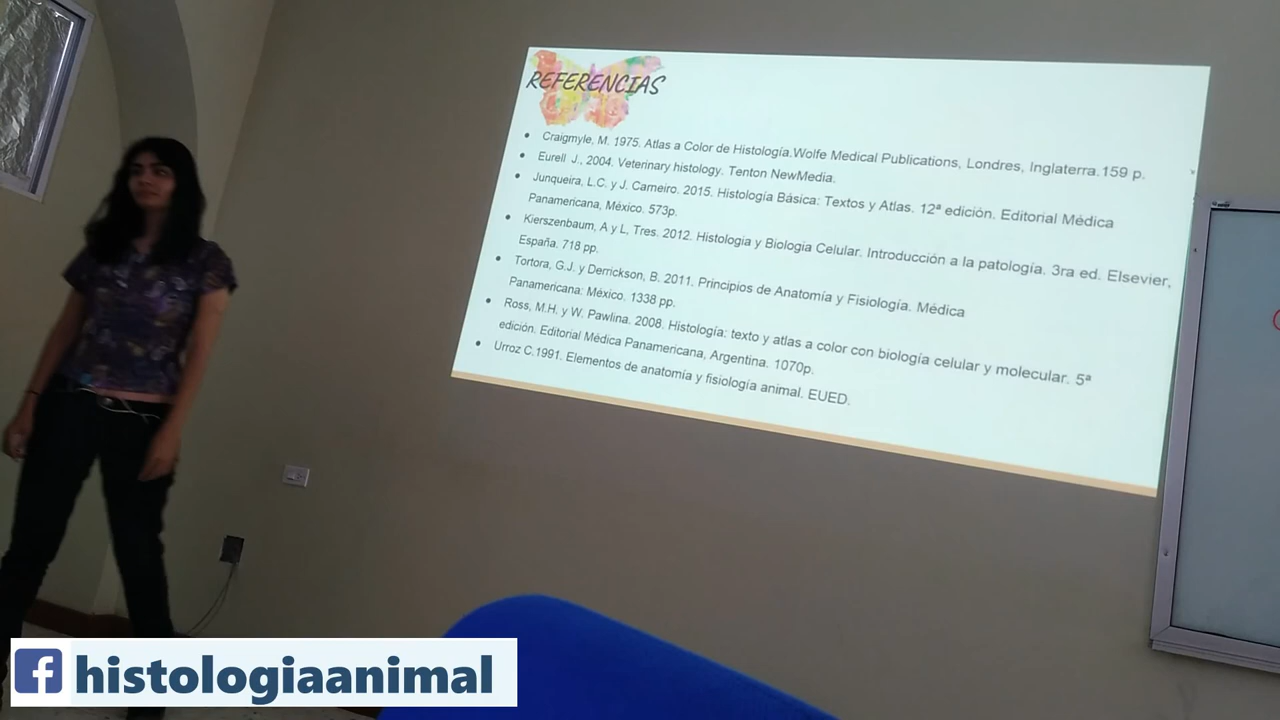 REFERENCIAS
Craigmyle, M. 1975. Atlas a Color de Histología.Wolfe Medical Publications, Londres, Inglaterra.159 p.
Eurell J., 2004. Veterinary histology. Tenton NewMedia.
Junqueira, L.C. y J. Carneiro. 2015. Histología Básica: Textos y Atlas. 12ª edición. Editorial Médica
Panamericana, México. 573p.
Kierszenbaum, A y L, Tres. 2012. Histologia y Biología Celular. Introducción a la patología. 3ra ed. Elsevier,
España. 718 pp.
Tortora, G.J. y Derrickson, B. 2011. Principios de Anatomía y Fisiología. Médica
Panamericana: México. 1338 pp.
Ross, M.H. y W. Pawlina. 2008. Histología: texto y atlas a color con biología celular y molecular. 5ª
edición. Editorial Médica Panamericana, Argentina. 1070p.
Urroz C.1991. Elementos de anatomía y fisiología animal. EUED.
histologiaanimal